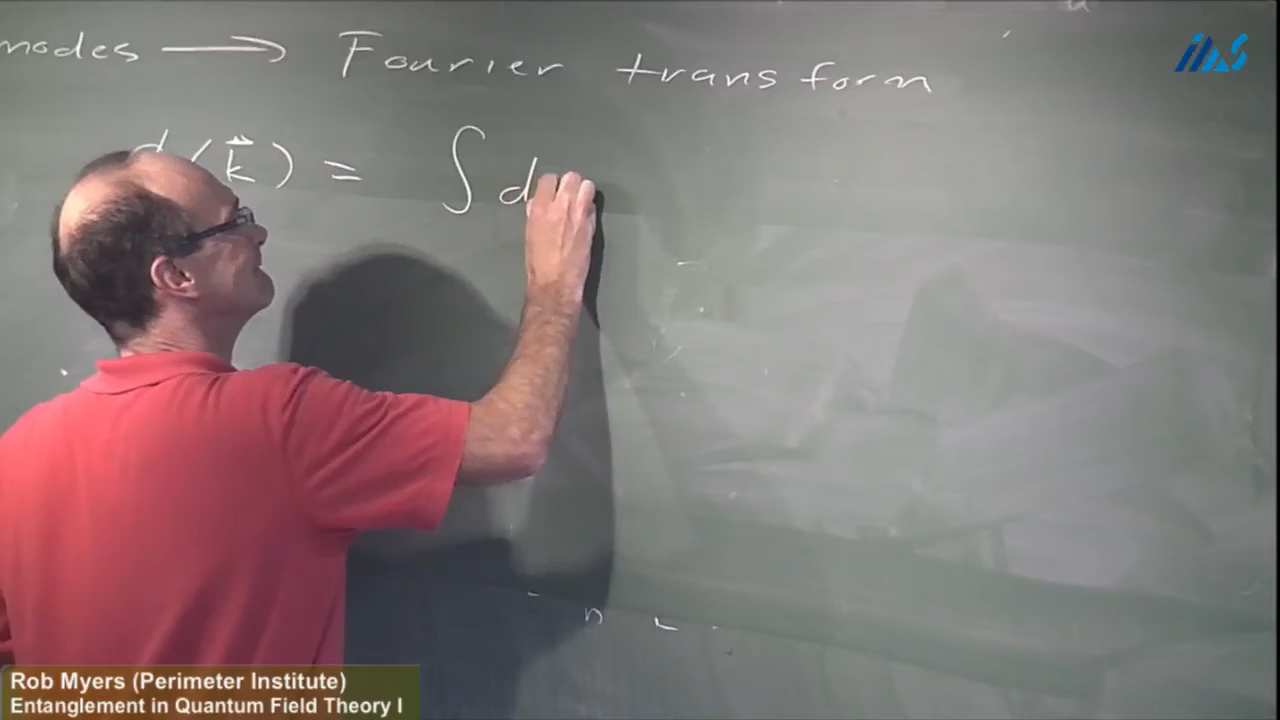 modes → Fourier transform
(k⃗) = ∫ d
Rob Myers (Perimeter Institute)
Entanglement in Quantum Field Theory I